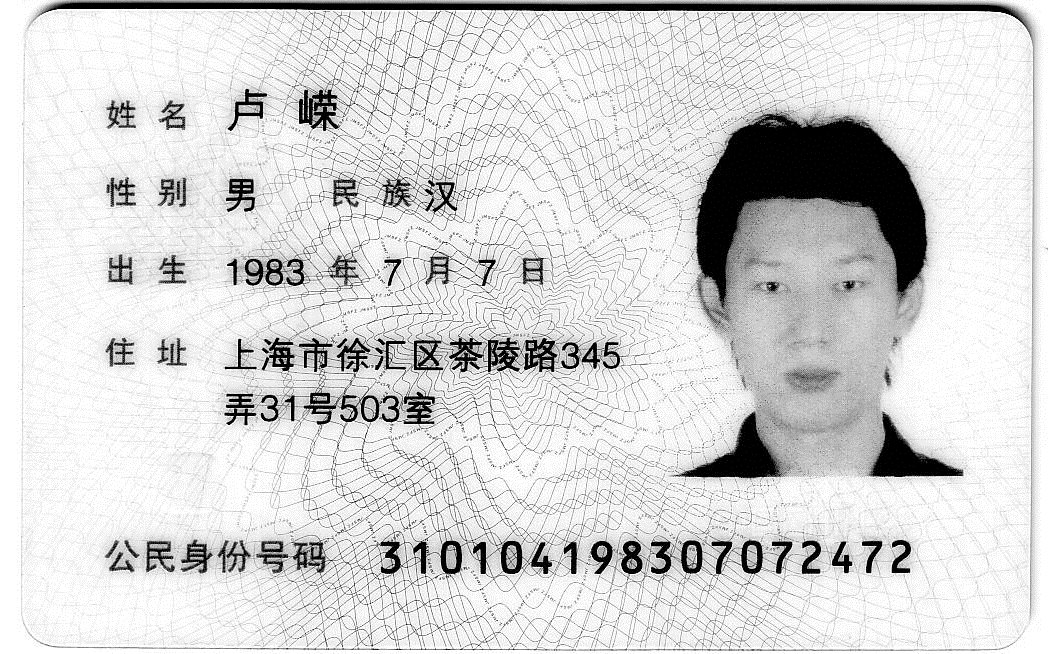 姓名 卢嵘
性别 男 民族 汉
出生 1983 年 7 月 7 日
住址 上海市徐汇区茶陵路345
弄31号503室
公民身份号码 310104198307072472